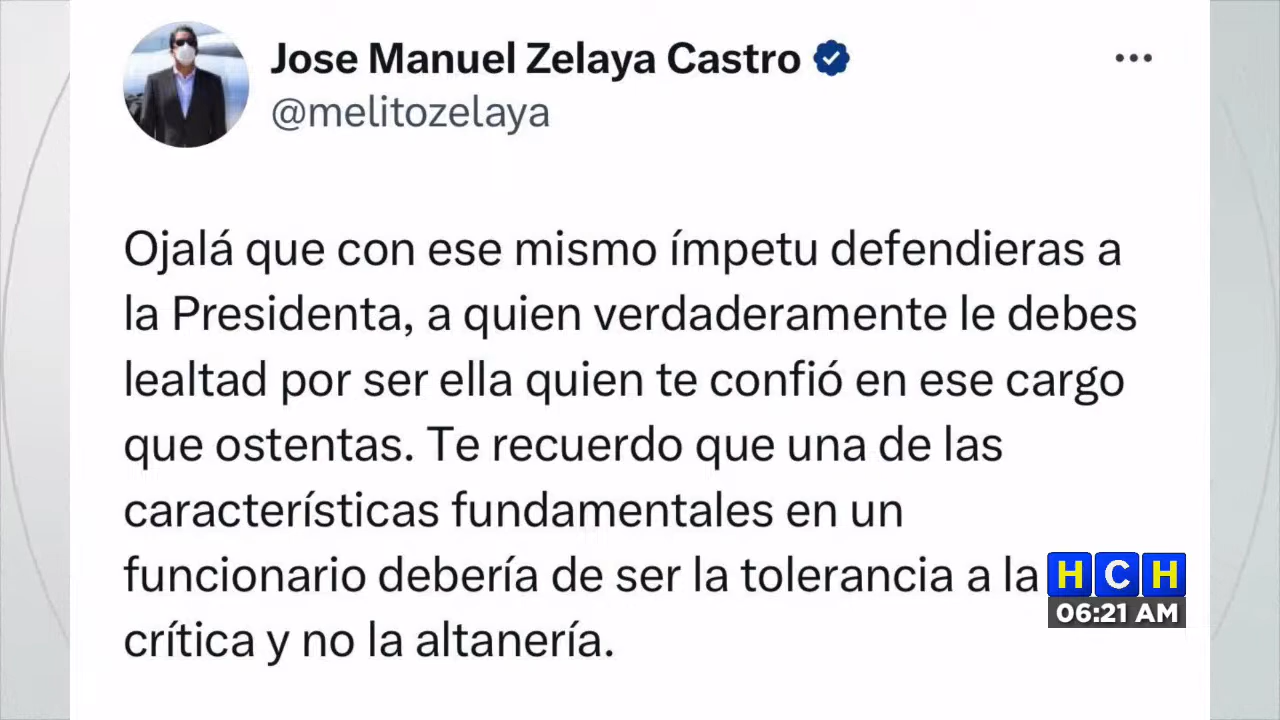 Jose Manuel Zelaya Castro
@melitozelaya
Ojalá que con ese mismo ímpetu defendieras a
la Presidenta, a quien verdaderamente le debes
lealtad por ser ella quien te confió en ese cargo
que ostentas. Te recuerdo que una de las
características fundamentales en un
funcionario debería de ser la tolerancia a la
crítica y no la altanería.
HCH
06:21 AM